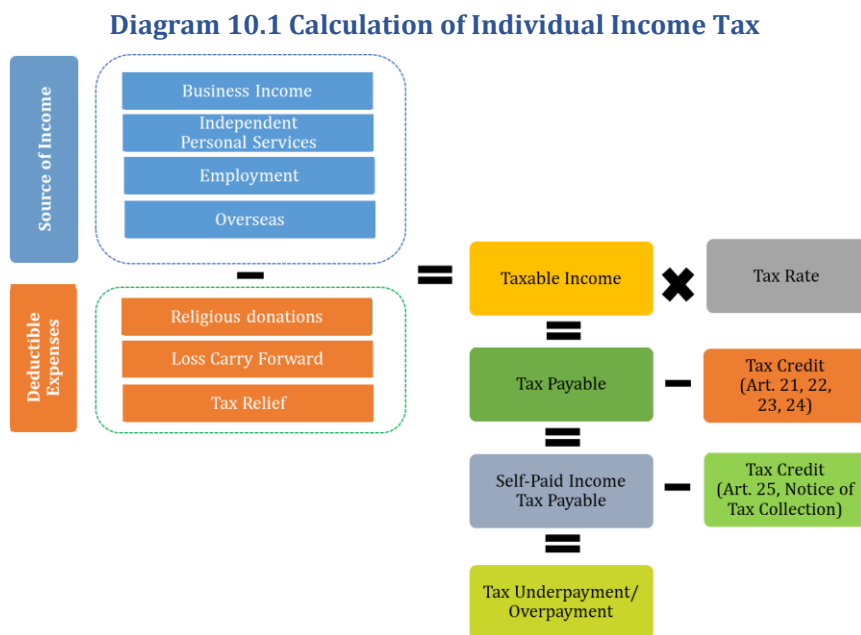 Diagram 10.1 Calculation of Individual Income Tax
Source of Income
Business Income
Independent
Personal Services
Employment
Overseas
-
=
Taxable Income
×
Tax Rate
Deductible
Expenses
Religious donations
Loss Carry Forward
Tax Relief
=
Tax Payable
-
Tax Credit
(Art. 21, 22,
23, 24)
=
Self-Paid Income
Tax Payable
-
Tax Credit
(Art. 25, Notice of
Tax Collection)
=
Tax Underpayment/
Overpayment